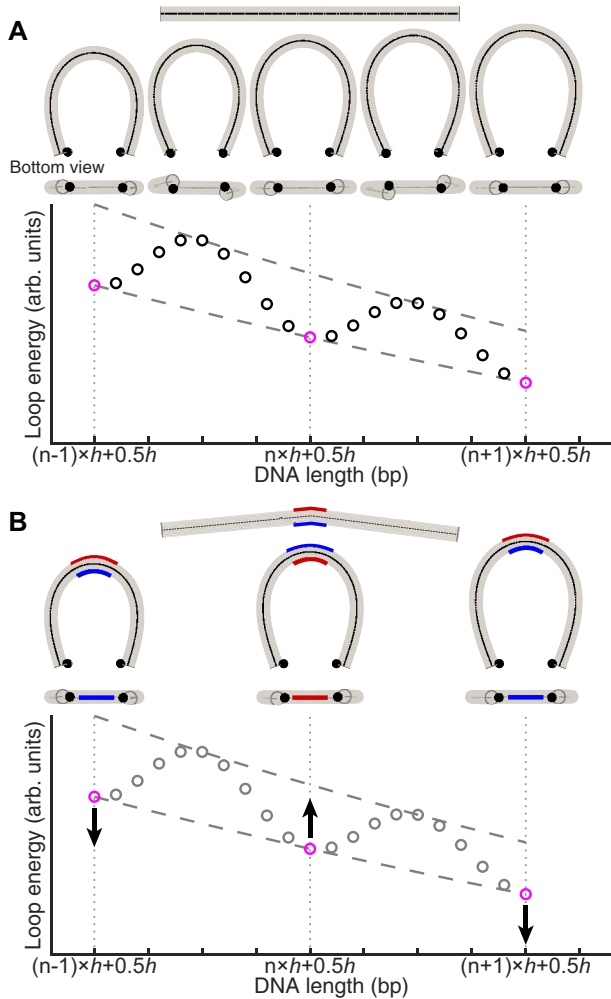 A
Bottom view
Loop energy (arb. units)
(n-1)×h+0.5h
n×h+0.5h
(n+1)×h+0.5h
DNA length (bp)
B
Loop energy (arb. units)
(n-1)×h+0.5h
n×h+0.5h
(n+1)×h+0.5h
DNA length (bp)